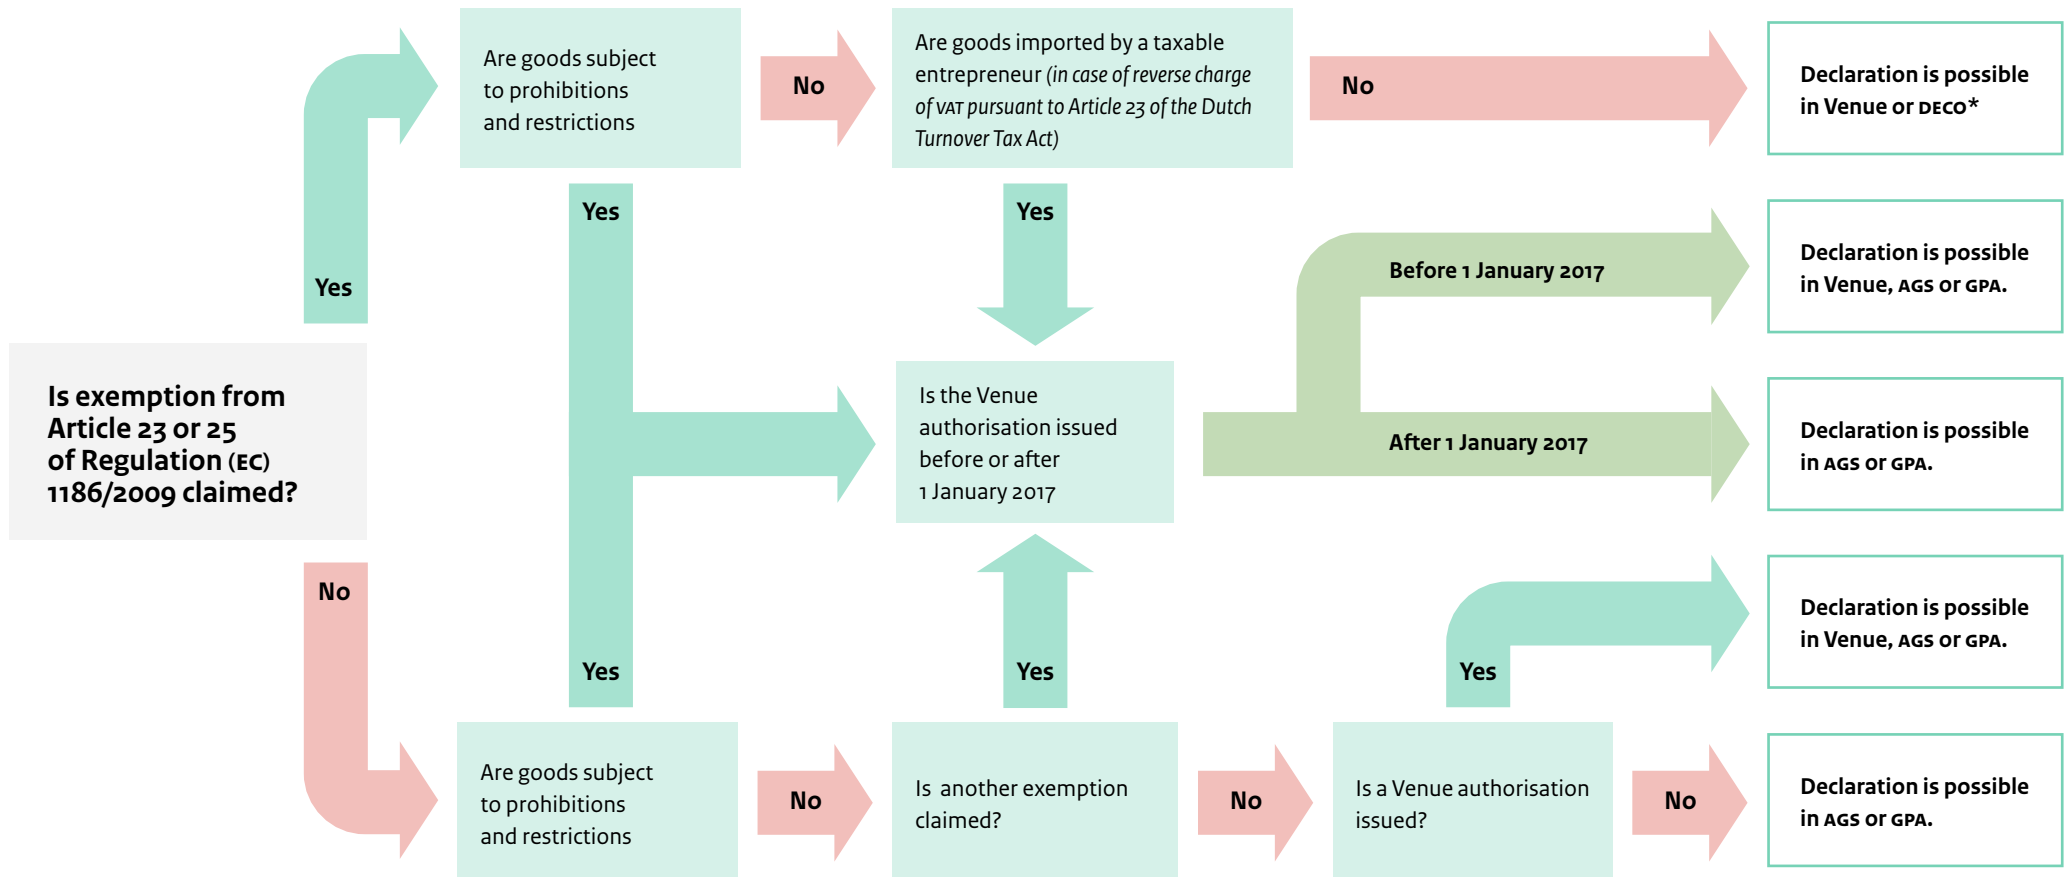 Are goods subject
to prohibitions
and restrictions
No
Are goods imported by a taxable
entrepreneur (in case of reverse charge
of VAT pursuant to Article 23 of the Dutch
Turnover Tax Act)
No
Declaration is possible
in Venue or DECO*
Yes
Yes
Yes
Before 1 January 2017
Declaration is possible
in Venue, AGS or GPA.
Is exemption from
Article 23 or 25
of Regulation (EC)
1186/2009 claimed?
Is the Venue
authorisation issued
before or after
1 January 2017
After 1 January 2017
Declaration is possible
in AGS or GPA.
No
Yes
Yes
Yes
Declaration is possible
in Venue, AGS or GPA.
Are goods subject
to prohibitions
and restrictions
No
Is another exemption
claimed?
No
Is a Venue authorisation
issued?
No
Declaration is possible
in AGS or GPA.